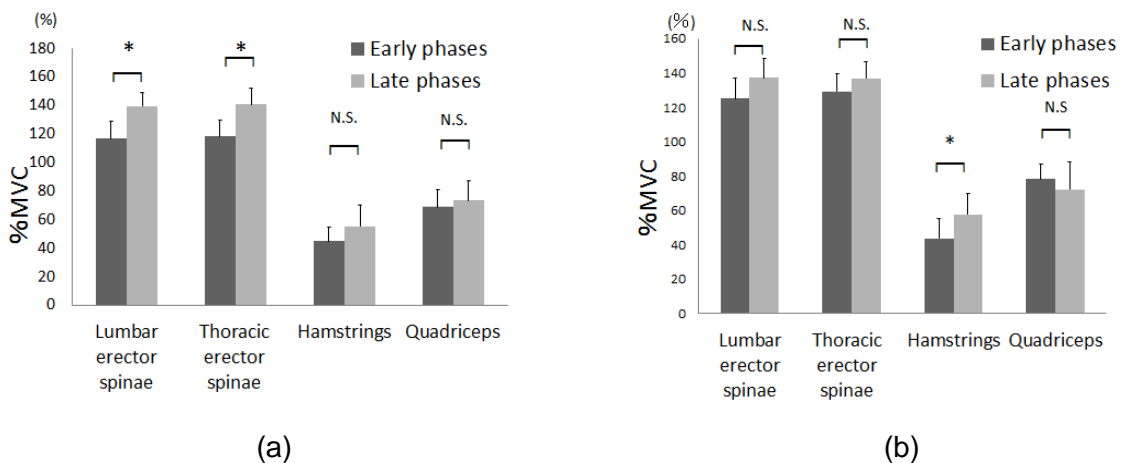 (%)
%MVC
180
160
140
120
100
80
60
40
20
0
Early phases
Late phases
*
*
N.S.
N.S.
Lumbar
erector
spinae
Thoracic
erector
spinae
Hamstrings
Quadriceps
(a)
(%)
%MVC
160
140
120
100
80
60
40
20
0
Early phases
Late phases
N.S.
N.S.
*
N.S
Lumbar
erector
spinae
Thoracic
erector
spinae
Hamstrings
Quadriceps
(b)